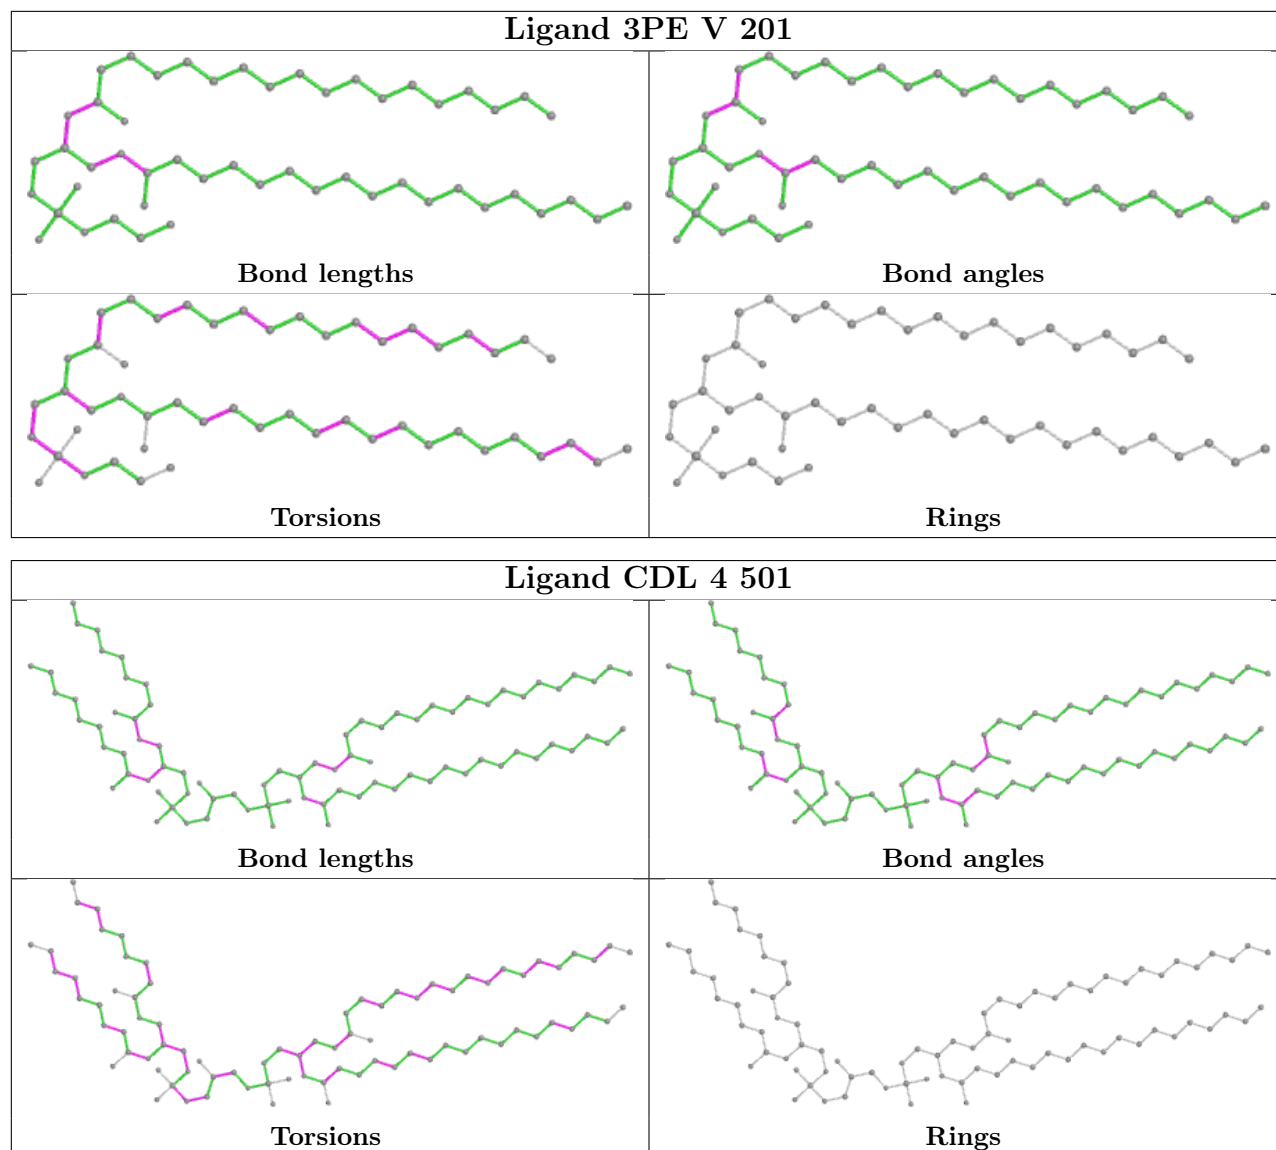 Ligand 3PE V 201
Bond lengths
Bond angles
Torsions
Rings
Ligand CDL 4 501
Bond lengths
Bond angles
Torsions
Rings